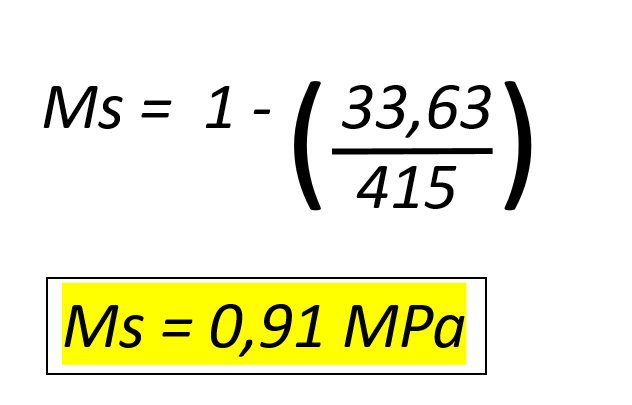 Ms = 1 - (33,63/415)
Ms = 0,91 MPa